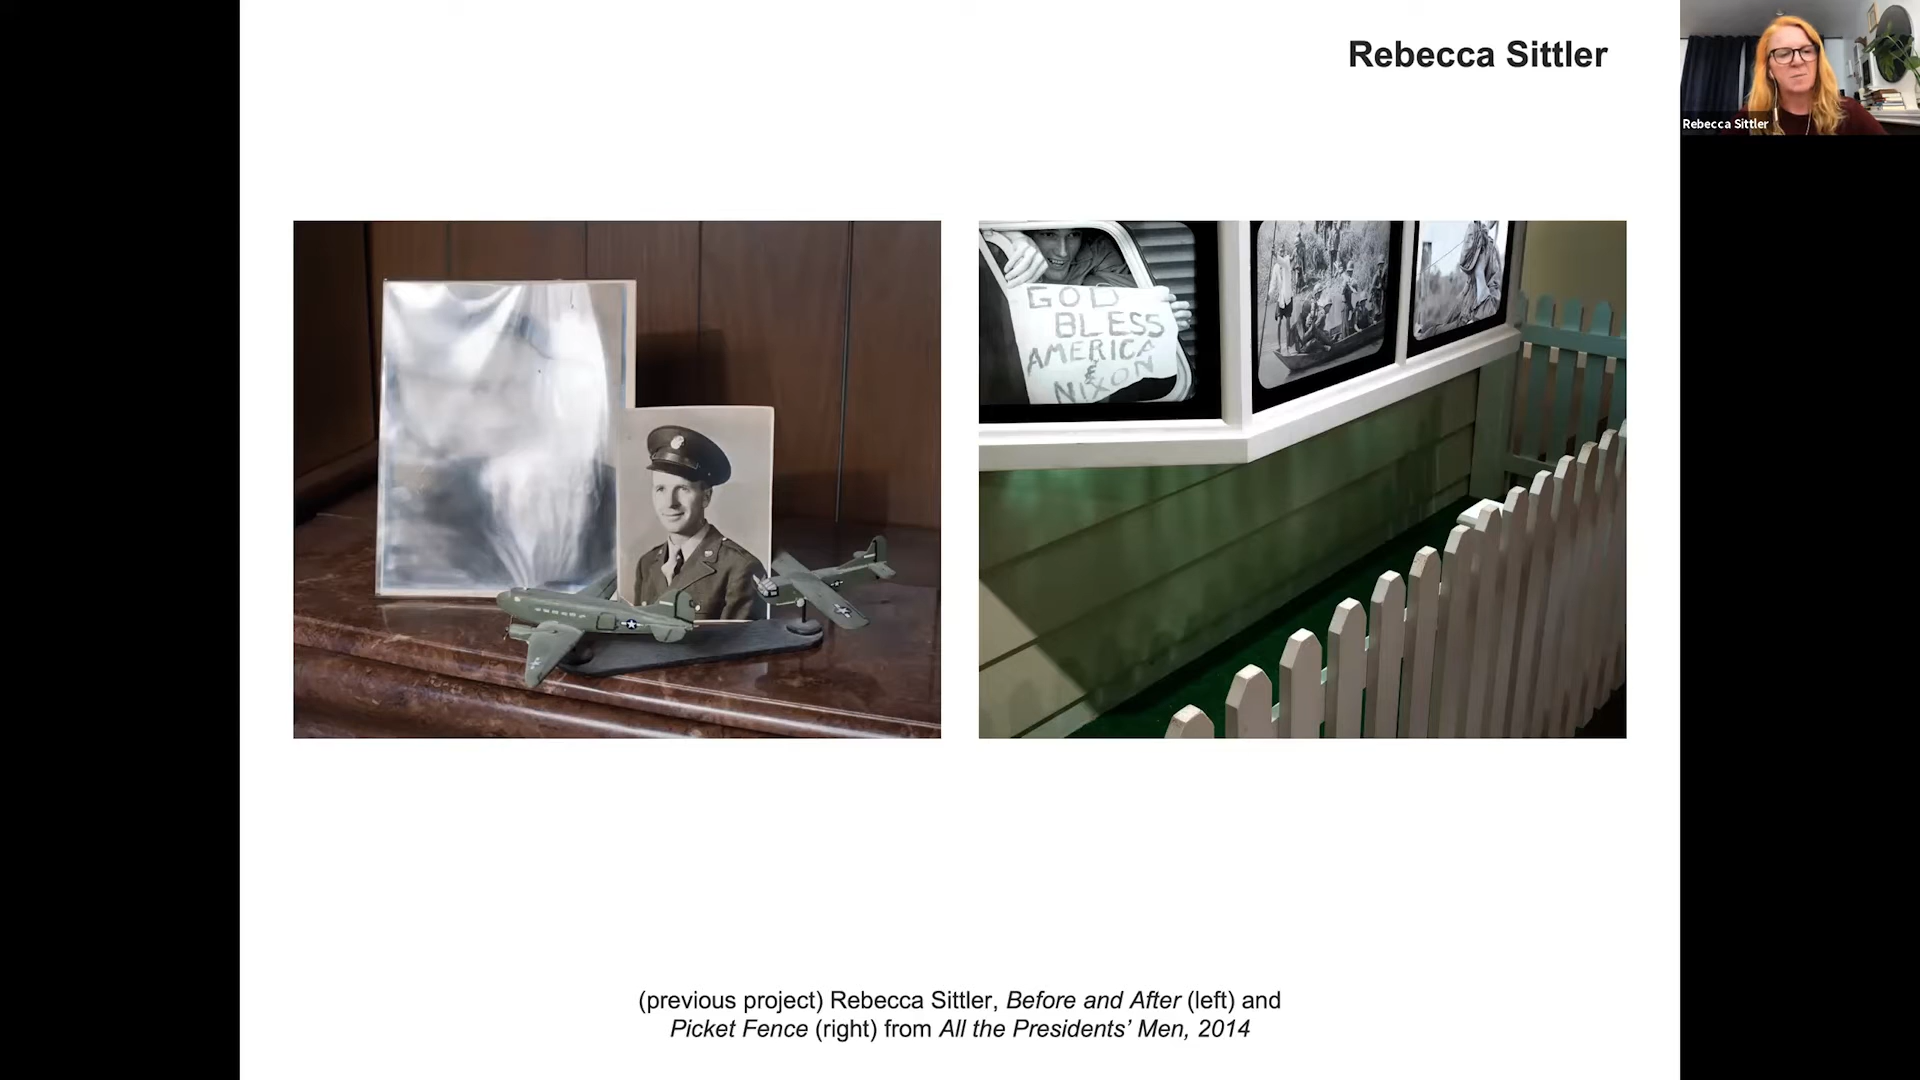 Rebecca Sittler
Rebecca Sittler
GOD
BLESS
AMERICA
&
NIXON
(previous project) Rebecca Sittler, Before and After (left) and
Picket Fence (right) from All the Presidents’ Men, 2014